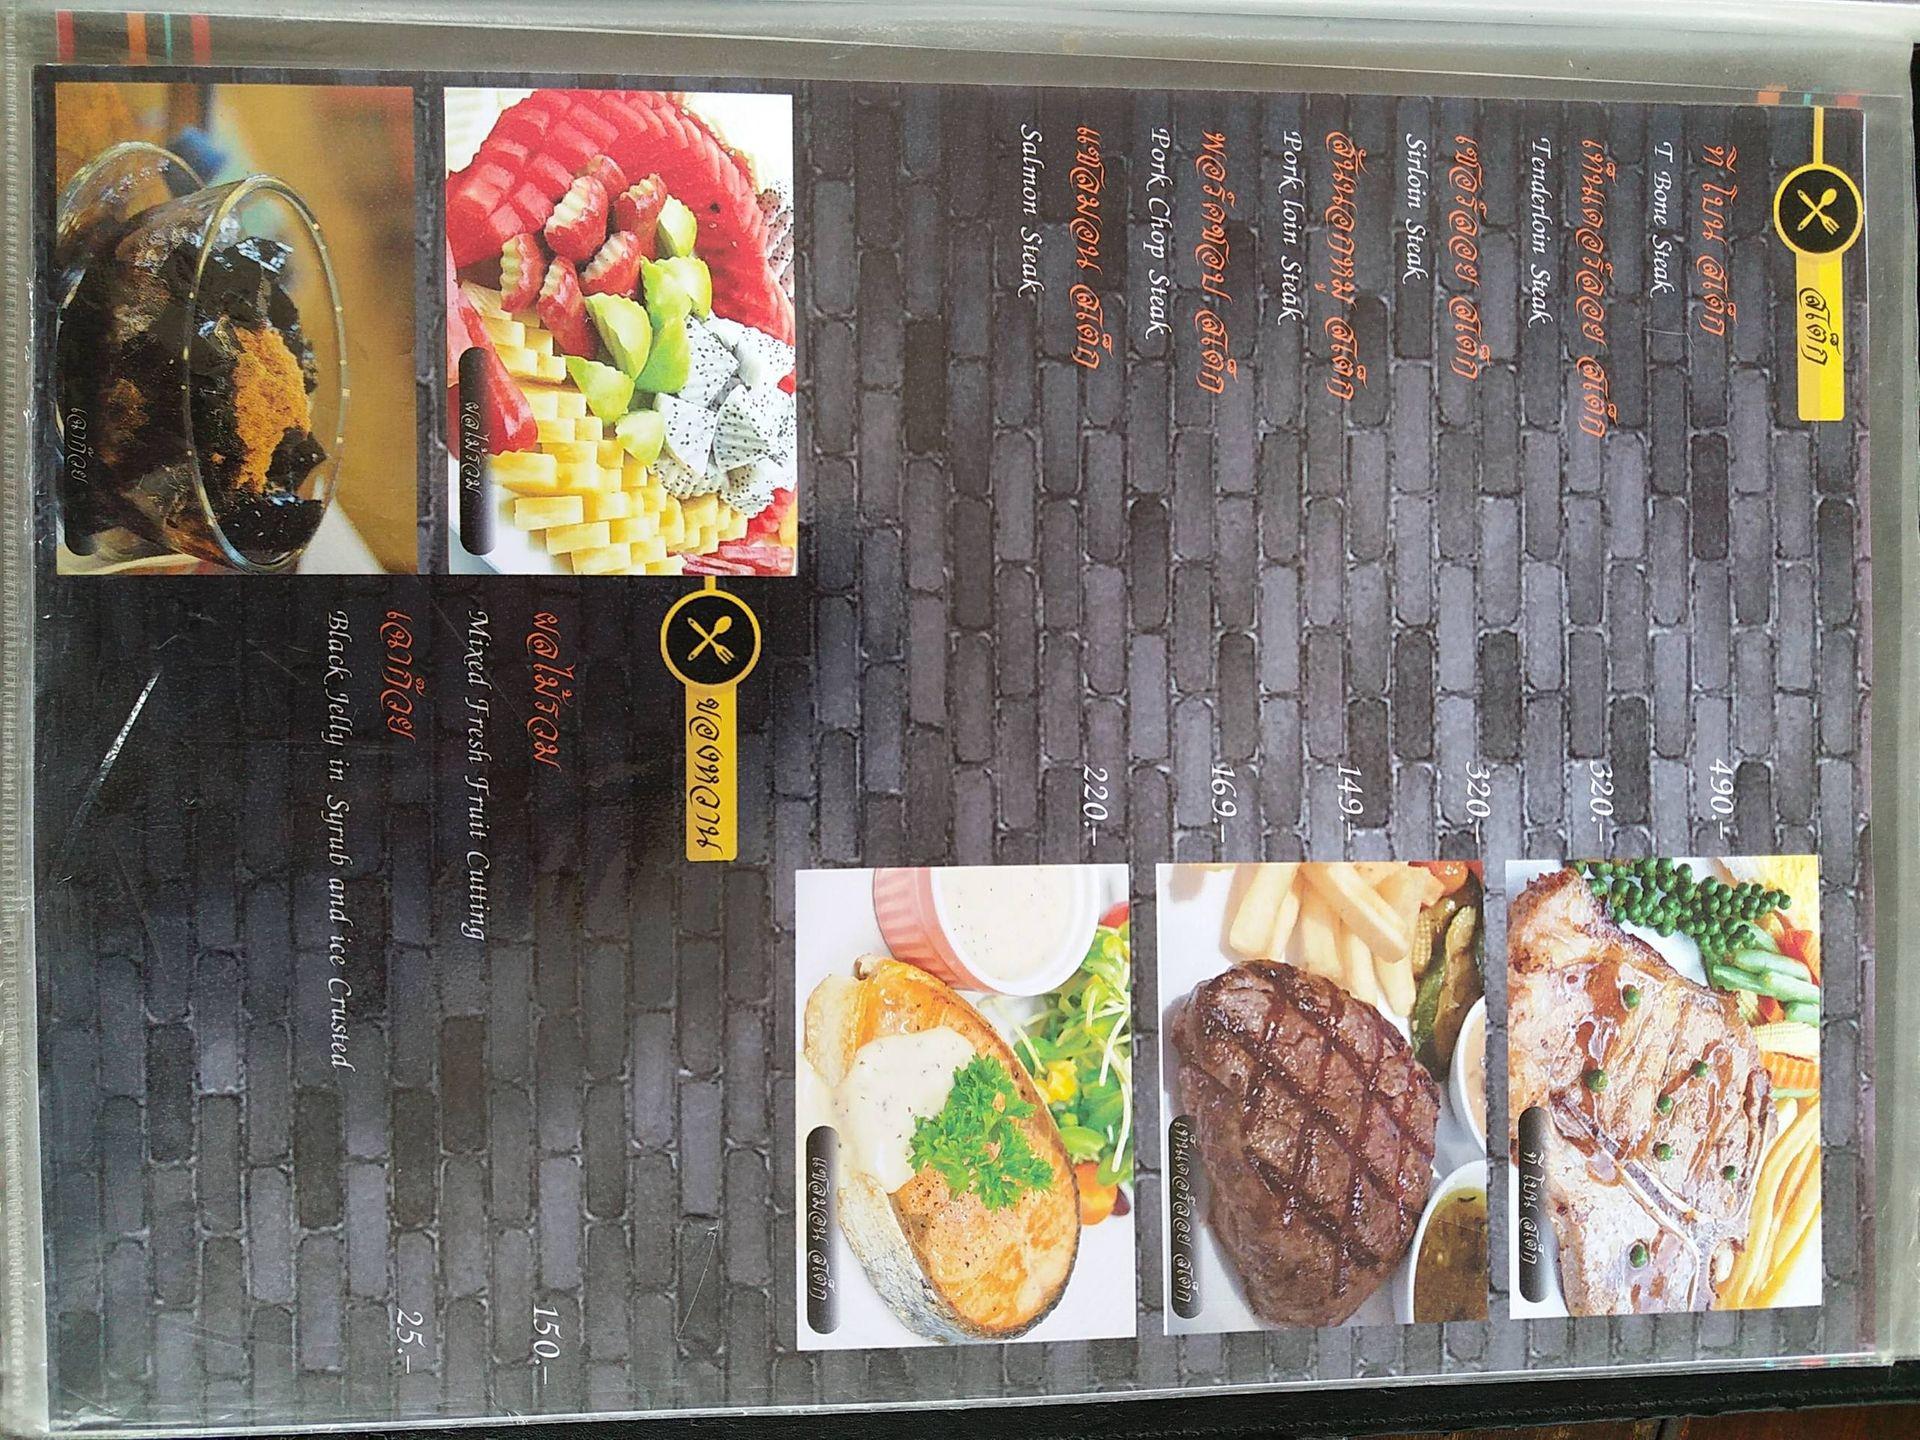 สเต็ก
ที โบน สเต็ก 490.-
T Bone Steak
เท็นเดอร์ลอย สเต็ก 320.-
Tenderloin Steak
เซอร์ลอย สเต็ก 320.-
Sirloin Steak
สันนอกหมู สเต็ก 149.-
Pork loin Steak
พอร์คชอป สเต็ก 169.-
Pork Chop Steak
แซลมอน สเต็ก 220.-
Salmon Steak
ที โบน สเต็ก
เท็นเดอร์ลอย สเต็ก
แซลมอน สเต็ก
ของหวาน
ผลไม้รวม 150.-
Mixed Fresh Fruit Cutting
เฉาก๊วย 25.-
Black Jelly in Syrub and ice Crusted
ผลไม้รวม
เฉาก๊วย